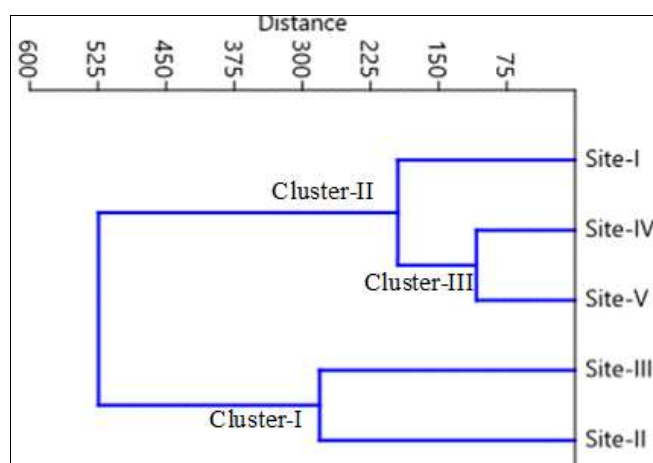 Distance
600 525 450 375 300 225 150 75
Site-I
Cluster-II
Site-IV
Cluster-III
Site-V
Site-III
Cluster-I
Site-II